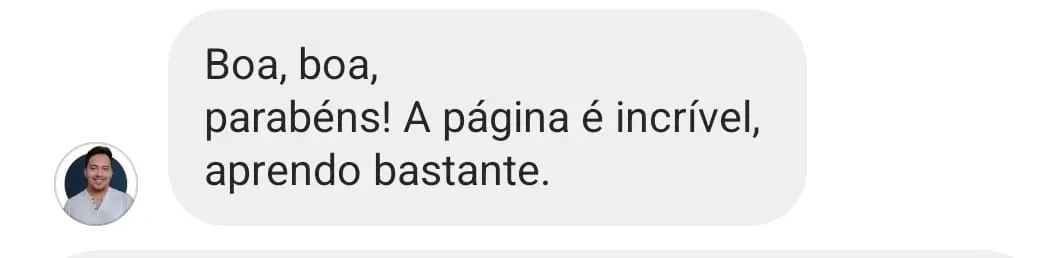 Boa, boa,
parabéns! A página é incrível,
aprendo bastante.